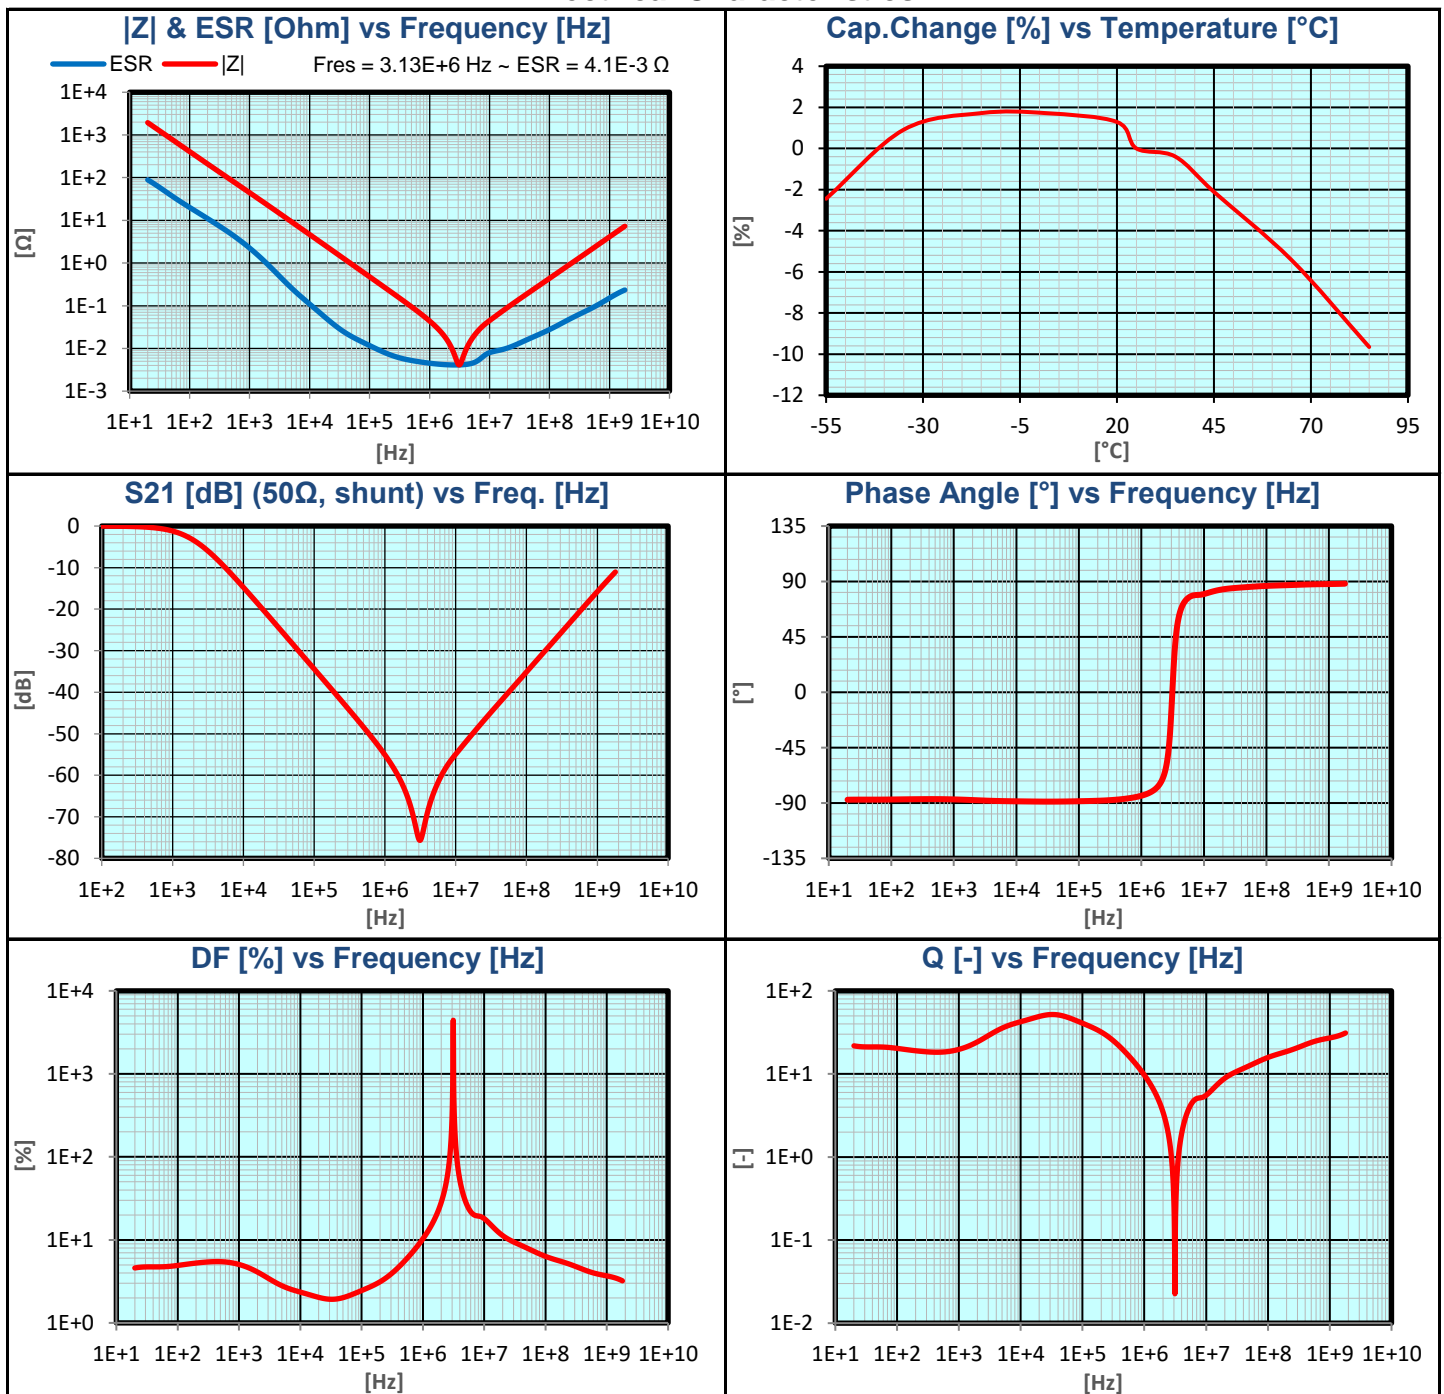 |Z| & ESR [Ohm] vs Frequency [Hz]
ESR |Z| Fres = 3.13E+6 Hz ~ ESR = 4.1E-3 Ω
1E+4
1E+3
1E+2
1E+1
1E+0
1E-1
1E-2
1E-3
[Ω]
1E+1 1E+2 1E+3 1E+4 1E+5 1E+6 1E+7 1E+8 1E+9 1E+10
[Hz]
Cap.Change [%] vs Temperature [°C]
4
2
0
-2
-4
-6
-8
-10
-12
[%]
-55 -30 -5 20 45 70 95
[°C]
S21 [dB] (50Ω, shunt) vs Freq. [Hz]
0
-10
-20
-30
-40
-50
-60
-70
-80
[dB]
1E+2 1E+3 1E+4 1E+5 1E+6 1E+7 1E+8 1E+9 1E+10
[Hz]
Phase Angle [°] vs Frequency [Hz]
135
90
45
0
-45
-90
-135
[°]
1E+1 1E+2 1E+3 1E+4 1E+5 1E+6 1E+7 1E+8 1E+9 1E+10
[Hz]
DF [%] vs Frequency [Hz]
1E+4
1E+3
1E+2
1E+1
1E+0
[%]
1E+1 1E+2 1E+3 1E+4 1E+5 1E+6 1E+7 1E+8 1E+9 1E+10
[Hz]
Q [-] vs Frequency [Hz]
1E+2
1E+1
1E+0
1E-1
1E-2
[-]
1E+1 1E+2 1E+3 1E+4 1E+5 1E+6 1E+7 1E+8 1E+9 1E+10
[Hz]